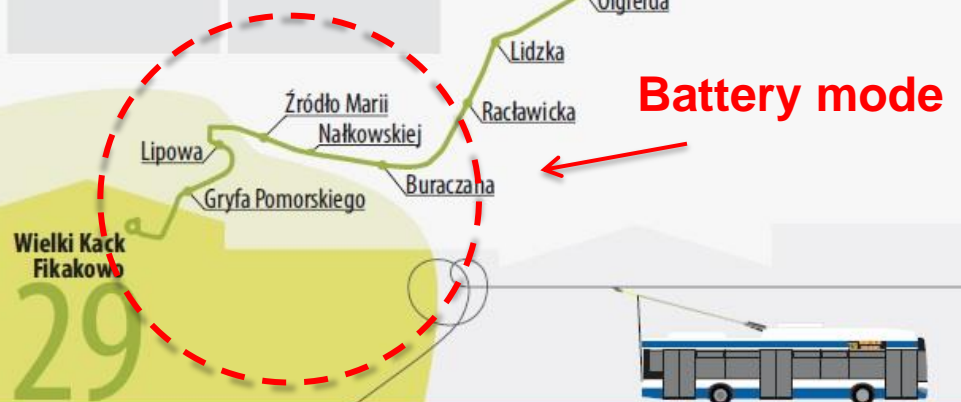 Olgierda
Lidzka
Battery mode
Źródło Marii
Racławicka
Nałkowskiej
Lipowa
Buraczana
Gryfa Pomorskiego
Wielki Kack
Fikakowo
29